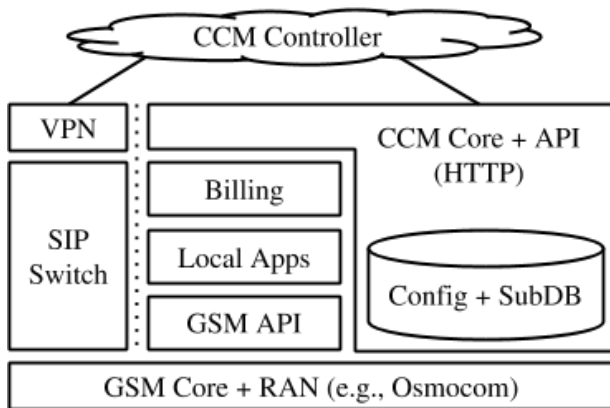 CCM Controller
VPN
CCM Core + API
(HTTP)
Billing
SIP
Switch
Local Apps
Config + SubDB
GSM API
GSM Core + RAN (e.g., Osmocom)